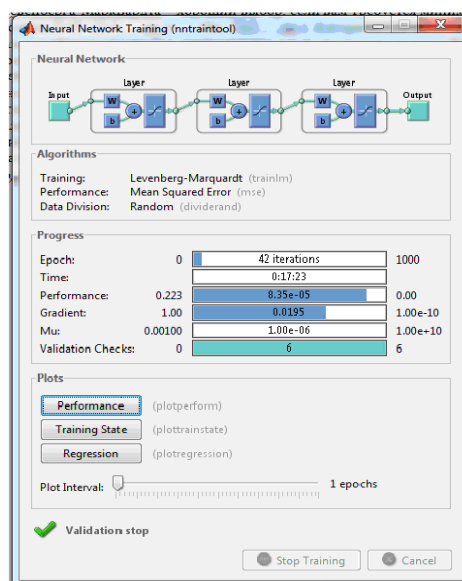 Neural Network Training (nntraintool)
Neural Network
Layer Layer Layer
Input W b + W b + W b + Output
Algorithms
Training: Levenberg-Marquardt (trainlm)
Performance: Mean Squared Error (mse)
Data Division: Random (dividerand)
Progress
Epoch: 0 42 iterations 1000
Time: 0:17:23
Performance: 0.223 8.35e-05 0.00
Gradient: 1.00 0.0195 1.00e-10
Mu: 0.00100 1.00e-06 1.00e+10
Validation Checks: 0 6 6
Plots
Performance (plotperform)
Training State (plottrainstate)
Regression (plotregression)
Plot Interval: 1 epochs
Validation stop
Stop Training Cancel